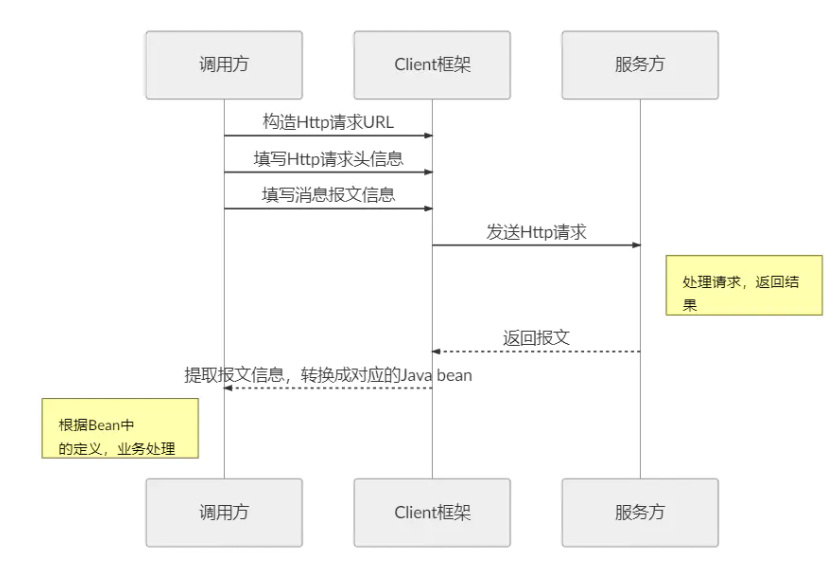 调用方
Client框架
服务方
构造Http请求URL
填写Http请求头信息
填写消息报文信息
发送Http请求
处理请求，返回结
果
返回报文
提取报文信息，转换成对应的Java bean
根据Bean中
的定义，业务处理
调用方
Client框架
服务方